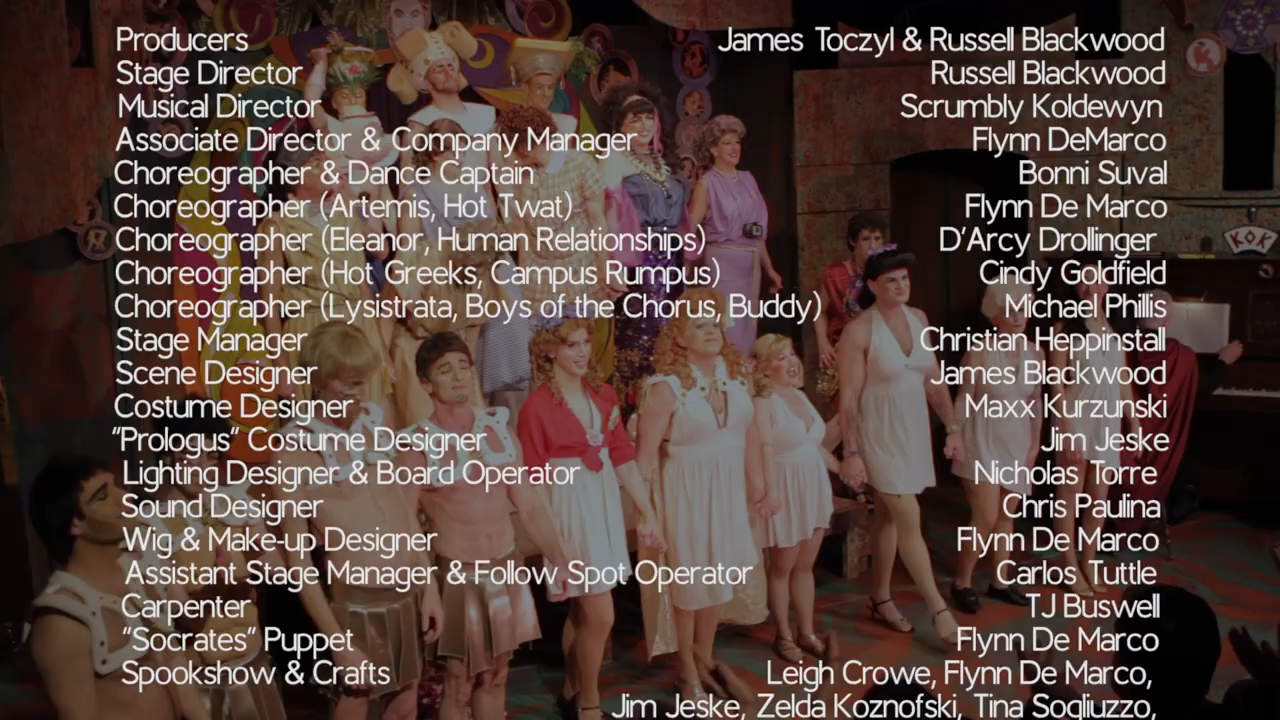 Producers James Toczyl & Russell Blackwood
Stage Director Russell Blackwood
Musical Director Scrumbly Koldewyn
Associate Director & Company Manager Flynn DeMarco
Choreographer & Dance Captain Bonni Suval
Choreographer (Artemis, Hot Twat) Flynn De Marco
Choreographer (Eleanor, Human Relationships) D'Arcy Drollinger
Choreographer (Hot Greeks, Campus Rumpus) Cindy Goldfield
Choreographer (Lysistrata, Boys of the Chorus, Buddy) Michael Phillis
Stage Manager Christian Heppinstall
Scene Designer James Blackwood
Costume Designer Maxx Kurzunski
"Prologus" Costume Designer Jim Jeske
Lighting Designer & Board Operator Nicholas Torre
Sound Designer Chris Paulina
Wig & Make-up Designer Flynn De Marco
Assistant Stage Manager & Follow Spot Operator Carlos Tuttle
Carpenter TJ Buswell
"Socrates" Puppet Flynn De Marco
Spookshow & Crafts Leigh Crowe, Flynn De Marco,
Jim Jeske, Zelda Koznofski, Tina Sogliuzzo,
KOK